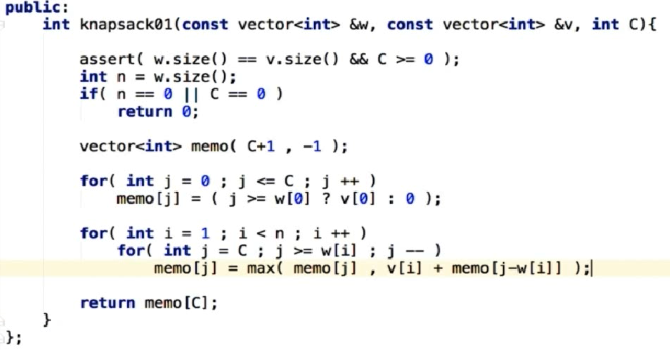 public:
    int knapsack01(const vector<int> &w, const vector<int> &v, int C){
        assert( w.size() == v.size() && C >= 0 );
        int n = w.size();
        if( n == 0 || C == 0 )
            return 0;
        vector<int> memo( C+1 , -1 );
        for( int j = 0 ; j <= C ; j ++ )
            memo[j] = ( j >= w[0] ? v[0] : 0 );
        for( int i = 1 ; i < n ; i ++ )
            for( int j = C ; j >= w[i] ; j -- )
                memo[j] = max( memo[j] , v[i] + memo[j-w[i]] );
        return memo[C];
    }
};